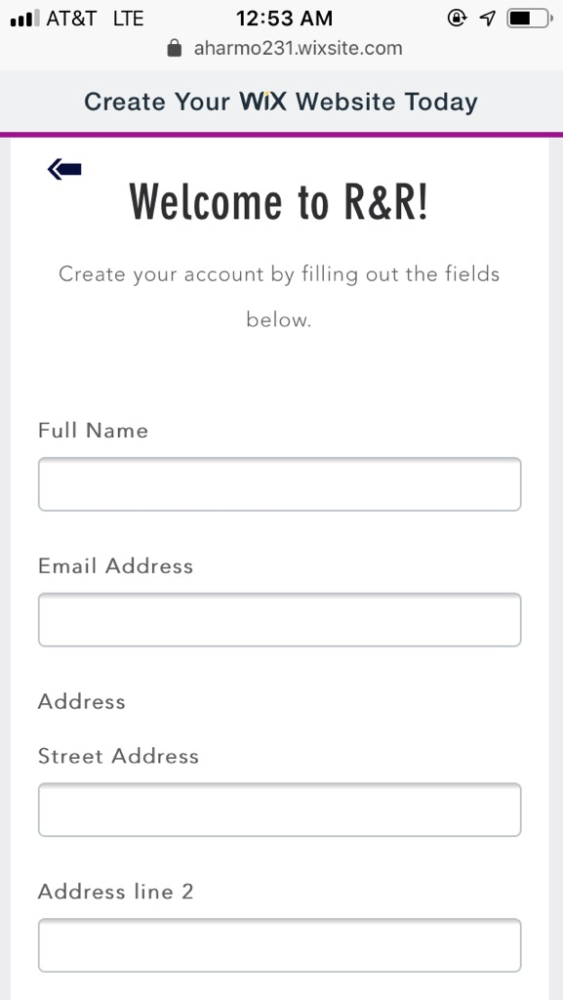 AT&T LTE 12:53 AM
aharmo231.wixsite.com
Create Your WiX Website Today
Welcome to R&R!
Create your account by filling out the fields
below.
Full Name
Email Address
Address
Street Address
Address line 2